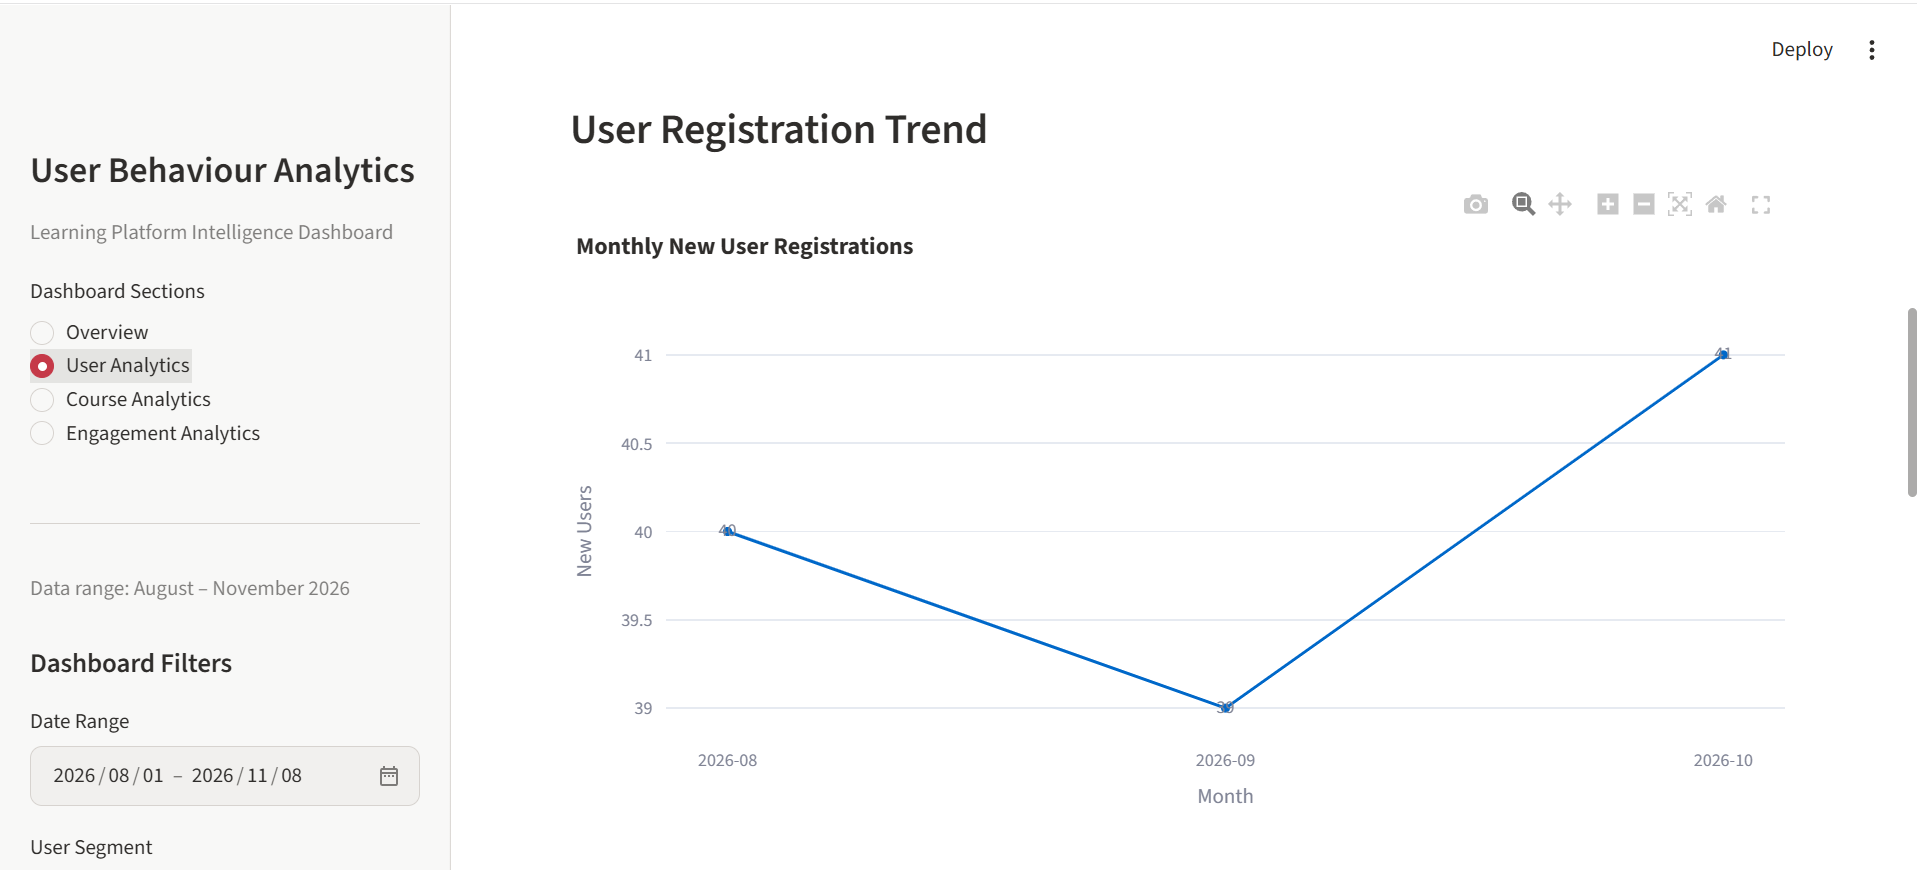 Deploy
User Behaviour Analytics
Learning Platform Intelligence Dashboard
Dashboard Sections
Overview
User Analytics
Course Analytics
Engagement Analytics
Data range: August – November 2026
Dashboard Filters
Date Range
2026/08/01 – 2026/11/08
User Segment
User Registration Trend
Monthly New User Registrations
New Users
41
40.5
40
39.5
39
40
39
41
2026-08 2026-09 2026-10
Month